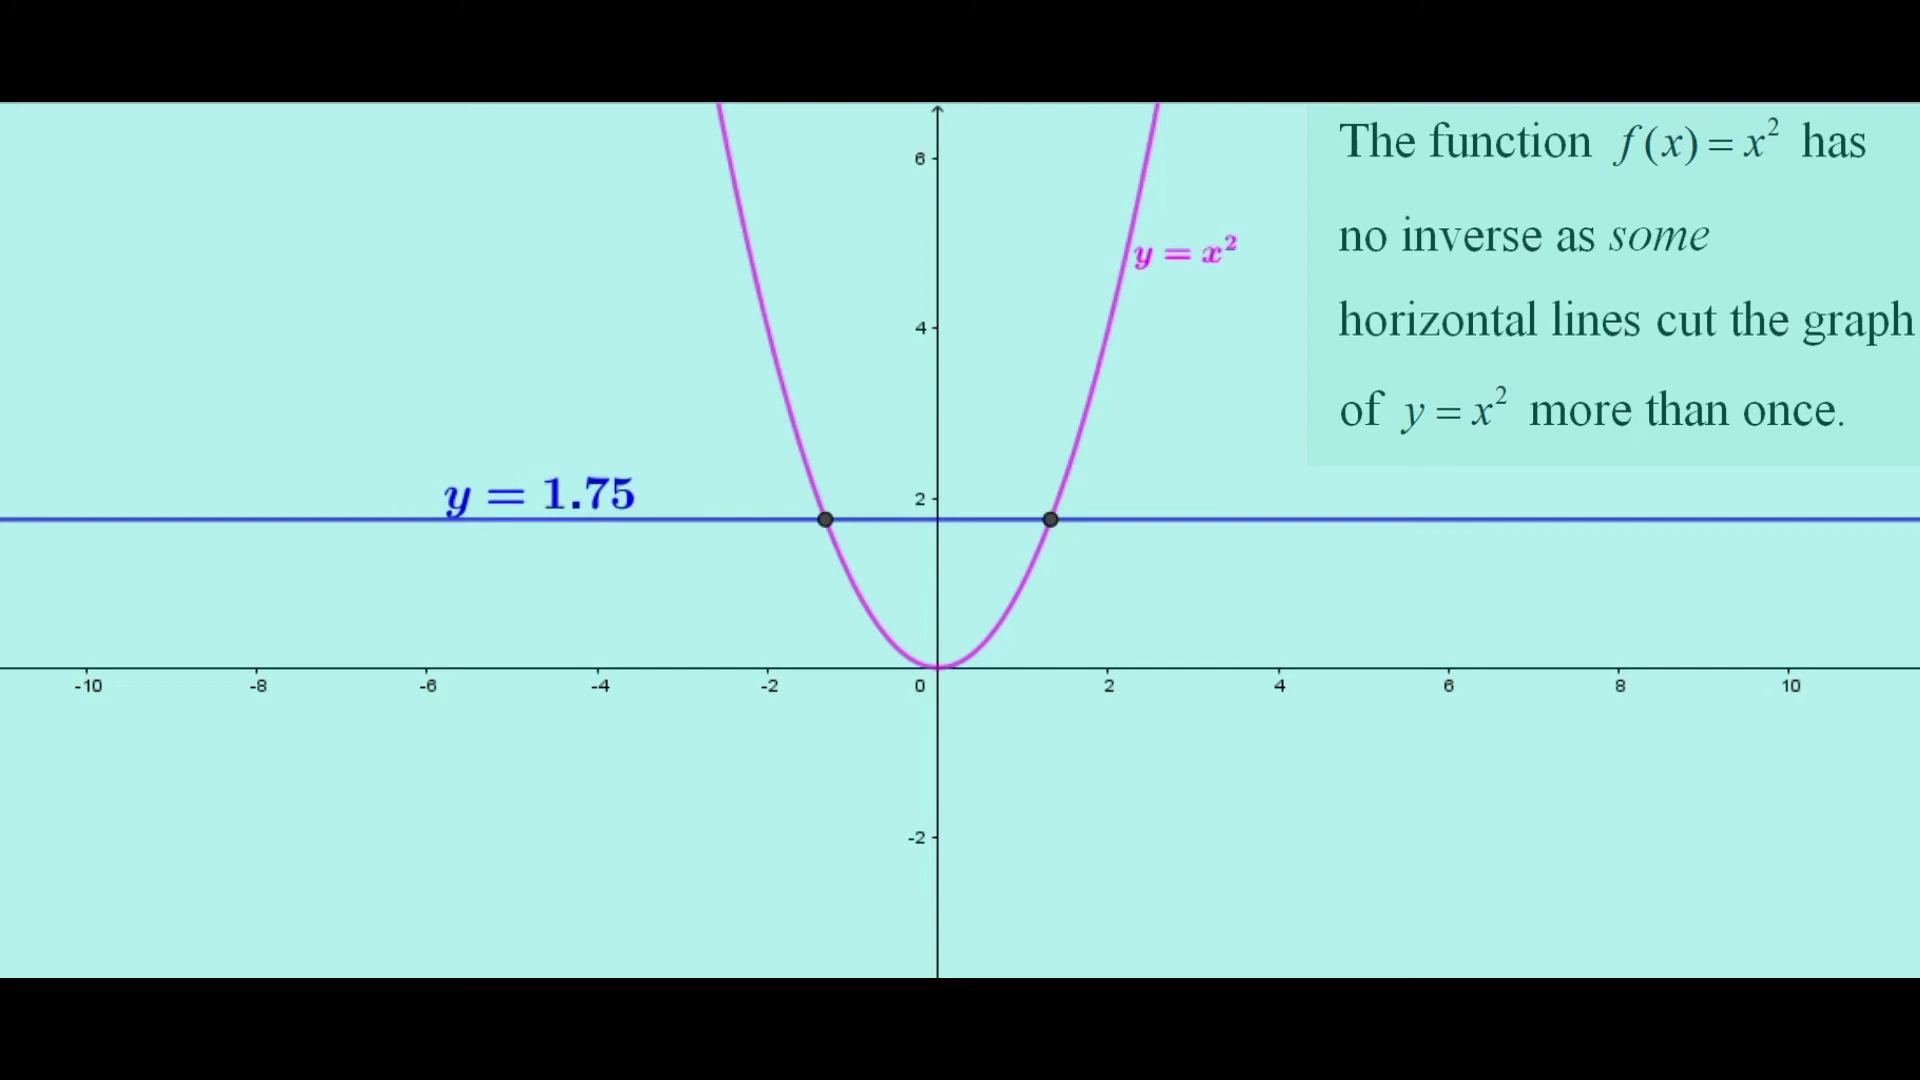 The function f(x) = x² has
no inverse as some
horizontal lines cut the graph
of y = x² more than once.
y = x²
y = 1.75
6
4
2
-10 -8 -6 -4 -2 0 2 4 6 8 10
-2